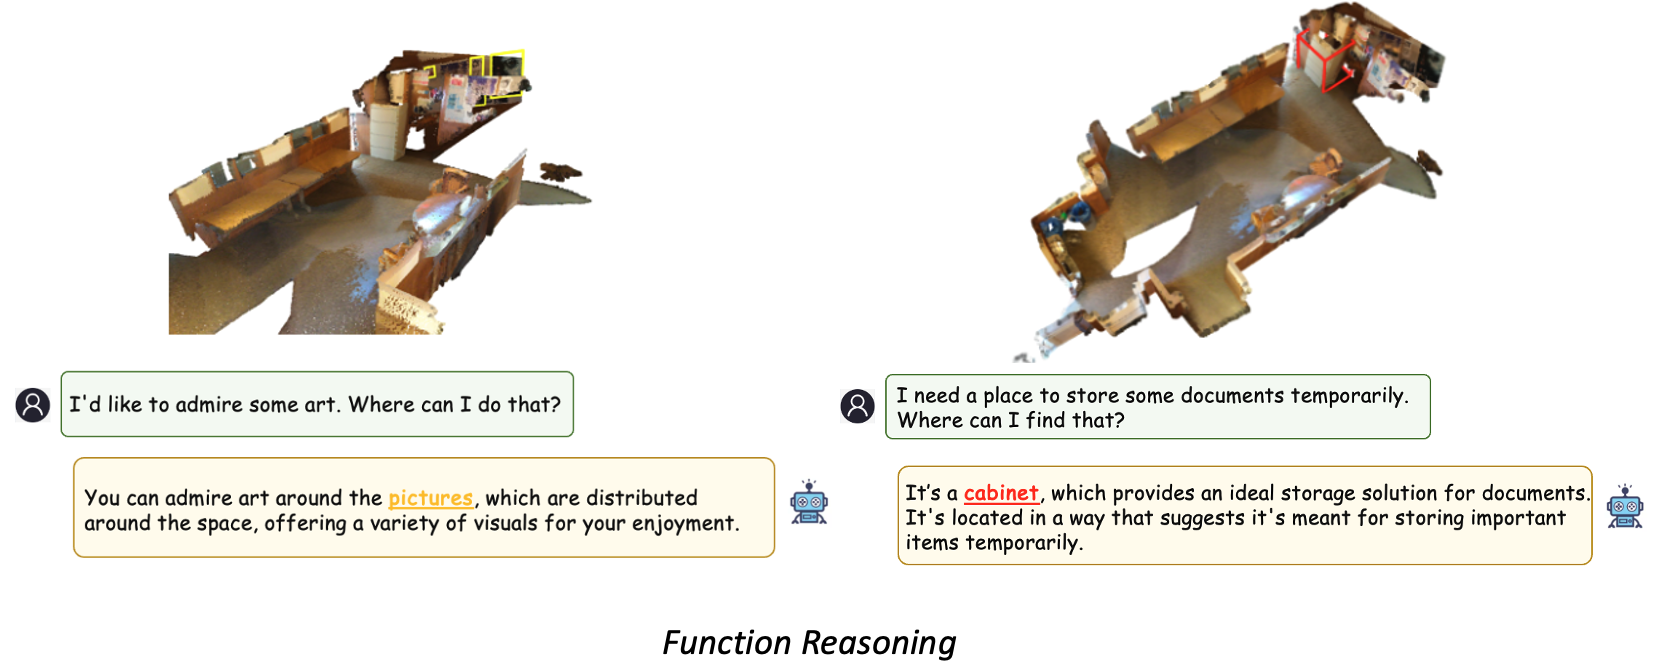 I'd like to admire some art. Where can I do that?
You can admire art around the pictures, which are distributed
around the space, offering a variety of visuals for your enjoyment.
I need a place to store some documents temporarily.
Where can I find that?
It's a cabinet, which provides an ideal storage solution for documents.
It's located in a way that suggests it's meant for storing important
items temporarily.
Function Reasoning